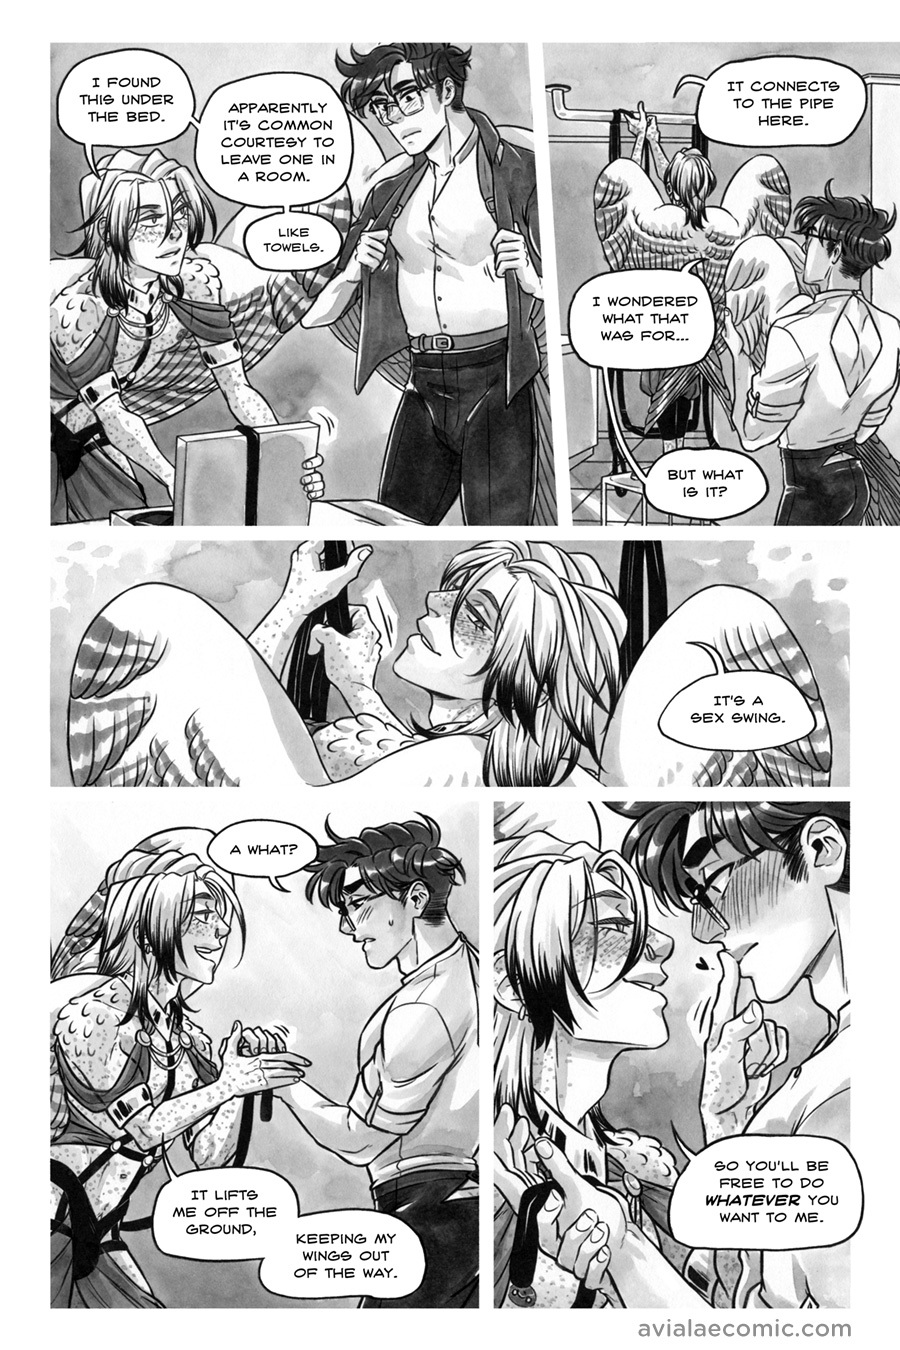 I FOUND
THIS UNDER
THE BED.
APPARENTLY
IT'S COMMON
COURTESY TO
LEAVE ONE IN
A ROOM.
LIKE
TOWELS.
IT CONNECTS
TO THE PIPE
HERE.
I WONDERED
WHAT THAT
WAS FOR...
BUT WHAT
IS IT?
IT'S A
SEX SWING.
A WHAT?
IT LIFTS
ME OFF THE
GROUND,
KEEPING MY
WINGS OUT
OF THE WAY.
SO YOU'LL BE
FREE TO DO
WHATEVER YOU
WANT TO ME.
avialaecomic.com